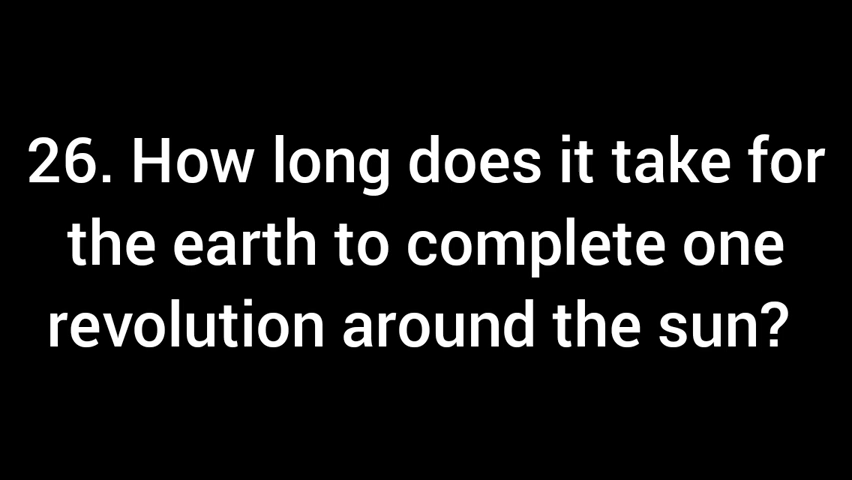 26. How long does it take for
the earth to complete one
revolution around the sun?